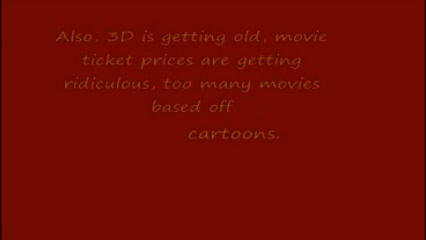 Also, 3D is getting old, movie
ticket prices are getting
ridiculous, too many movies
based off
cartoons.